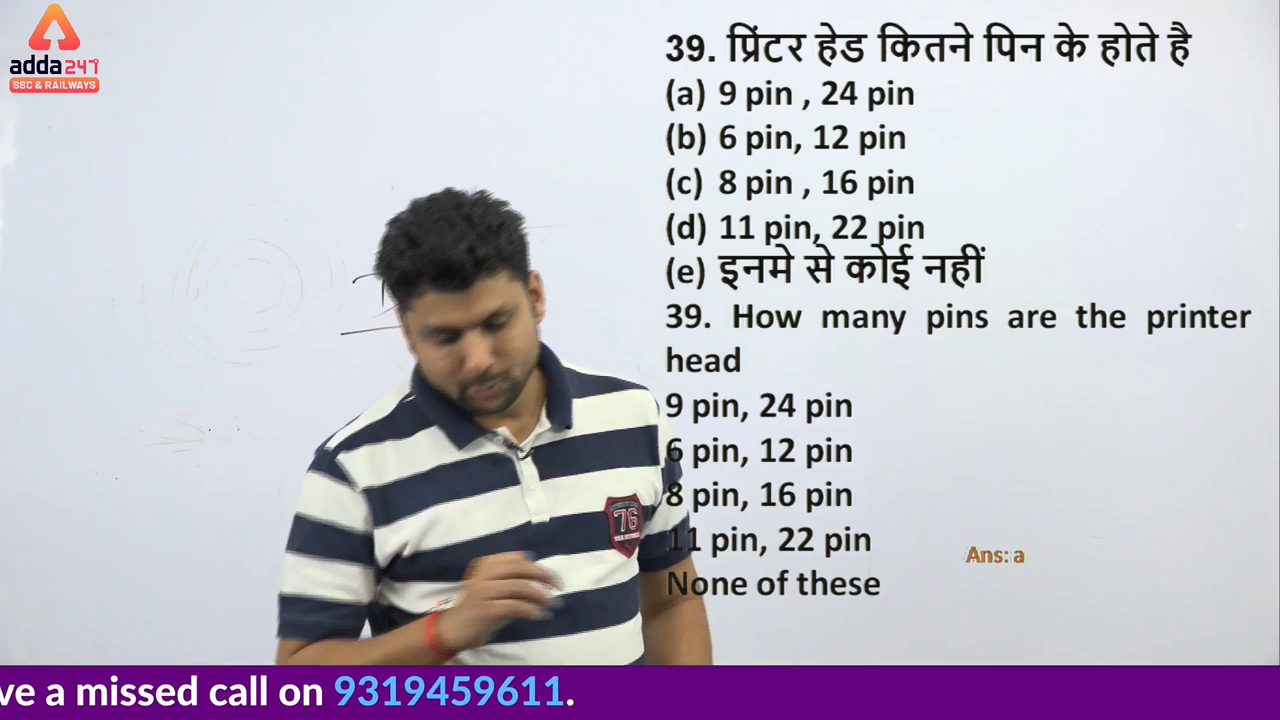 adda247
SSC & RAILWAYS
39. प्रिंटर हेड कितने पिन के होते है
(a) 9 pin , 24 pin
(b) 6 pin, 12 pin
(c) 8 pin , 16 pin
(d) 11 pin, 22 pin
(e) इनमे से कोई नहीं
39. How many pins are the printer
head
9 pin, 24 pin
6 pin, 12 pin
8 pin, 16 pin
11 pin, 22 pin
None of these
Ans: a
76
ve a missed call on 9319459611.